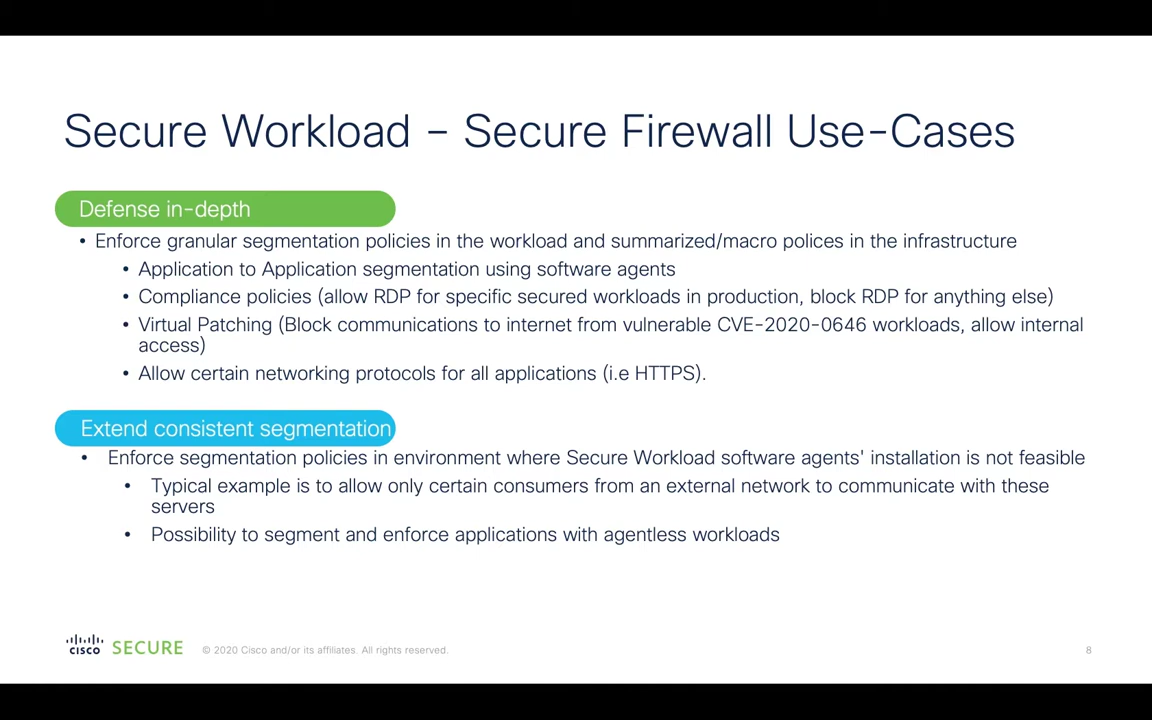 Secure Workload – Secure Firewall Use-Cases
Defense in-depth
• Enforce granular segmentation policies in the workload and summarized/macro polices in the infrastructure
• Application to Application segmentation using software agents
• Compliance policies (allow RDP for specific secured workloads in production, block RDP for anything else)
• Virtual Patching (Block communications to internet from vulnerable CVE-2020-0646 workloads, allow internal
access)
• Allow certain networking protocols for all applications (i.e HTTPS).
Extend consistent segmentation
• Enforce segmentation policies in environment where Secure Workload software agents' installation is not feasible
• Typical example is to allow only certain consumers from an external network to communicate with these
servers
• Possibility to segment and enforce applications with agentless workloads
CISCO SECURE © 2020 Cisco and/or its affiliates. All rights reserved. 8